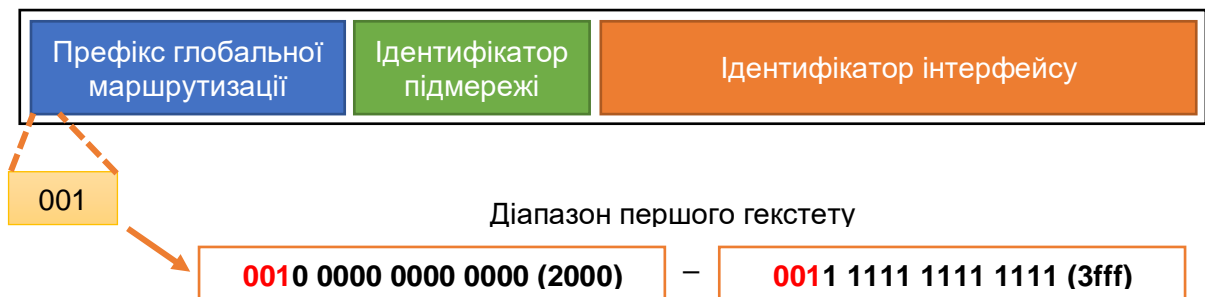 Префікс глобальної
маршрутизації
Ідентифікатор
підмережі
Ідентифікатор інтерфейсу
001
Діапазон першого гекстету
0010 0000 0000 0000 (2000) – 0011 1111 1111 1111 (3fff)